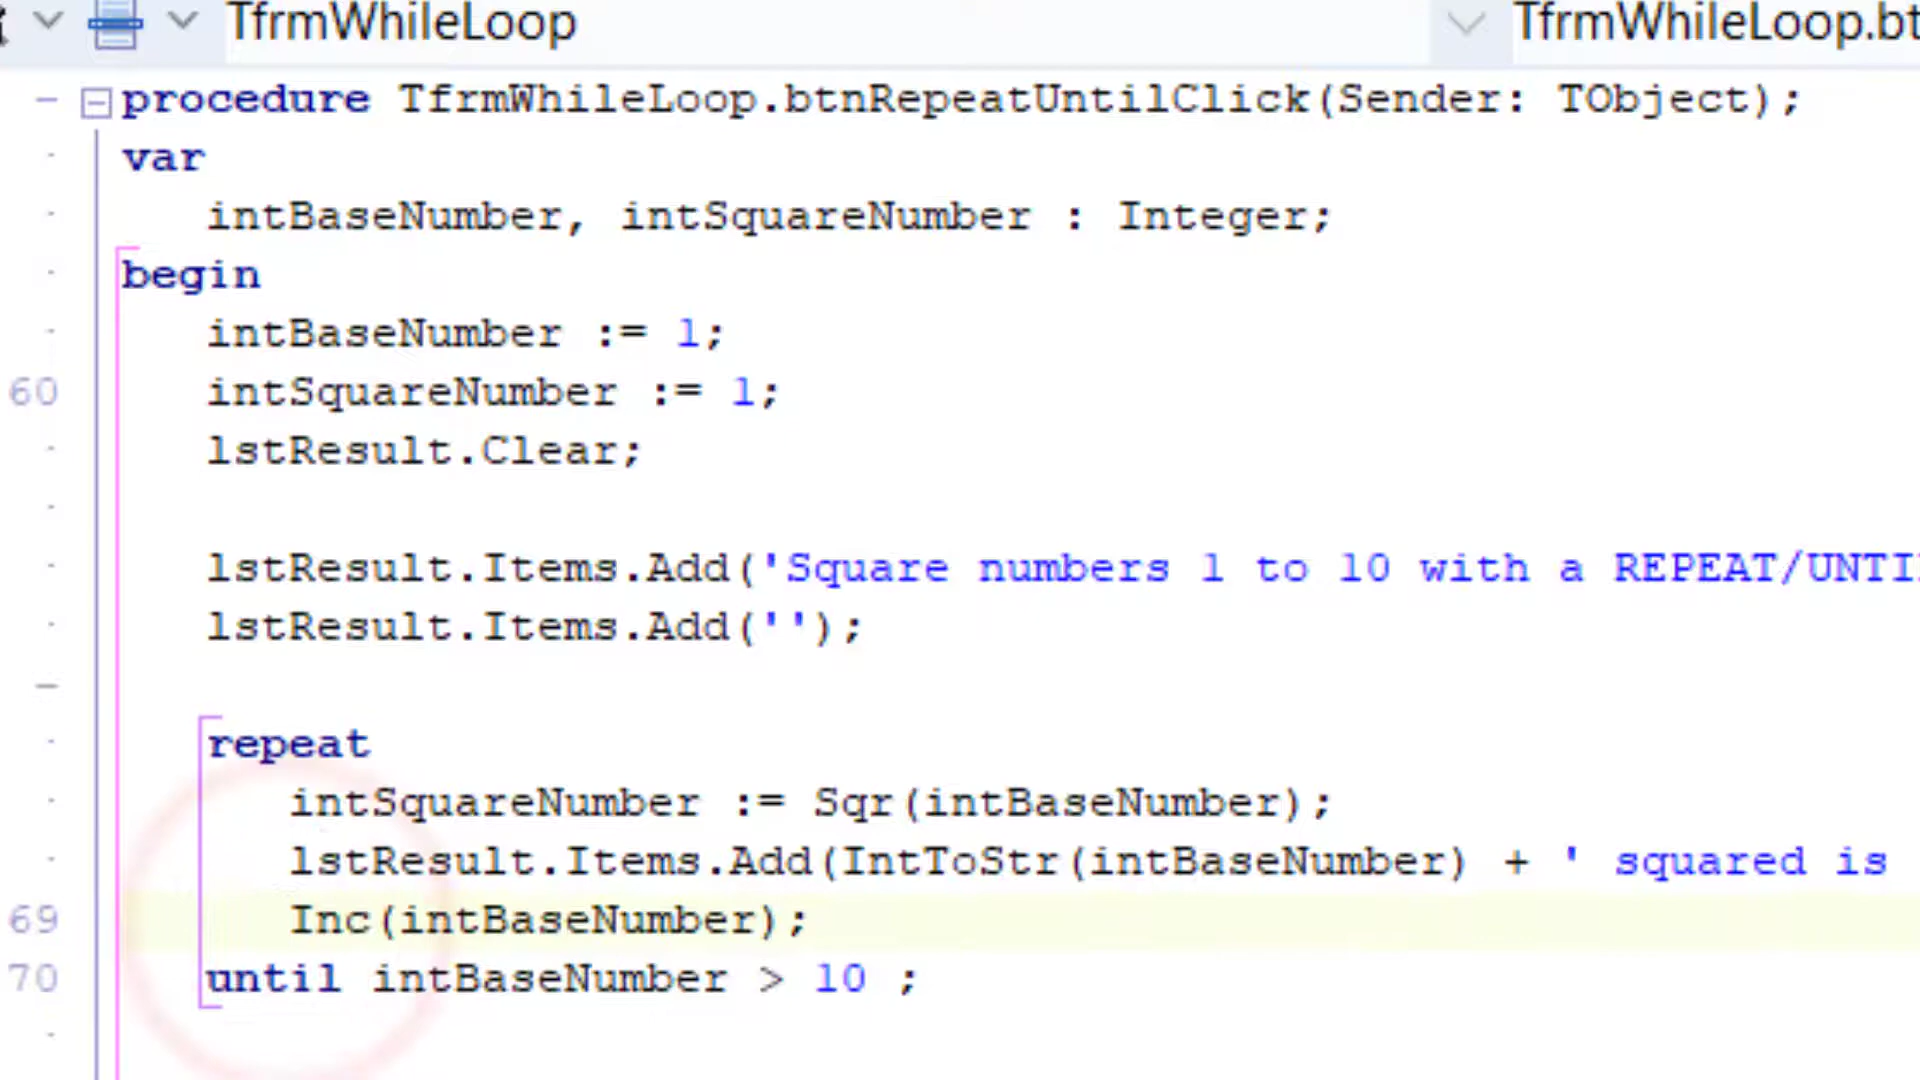 TfrmWhileLoop TfrmWhileLoop.bt
procedure TfrmWhileLoop.btnRepeatUntilClick(Sender: TObject);
var
intBaseNumber, intSquareNumber : Integer;
begin
intBaseNumber := 1;
60 intSquareNumber := 1;
lstResult.Clear;
lstResult.Items.Add('Square numbers 1 to 10 with a REPEAT/UNTI
lstResult.Items.Add('');
repeat
intSquareNumber := Sqr(intBaseNumber);
lstResult.Items.Add(IntToStr(intBaseNumber) + ' squared is
69 Inc(intBaseNumber);
70 until intBaseNumber > 10 ;